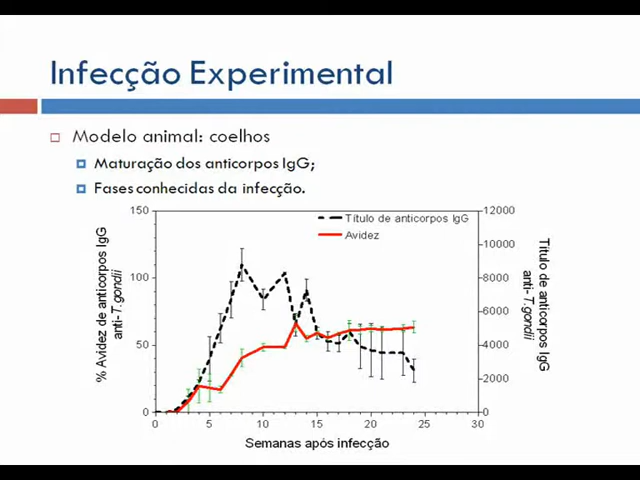 Infecção Experimental
Modelo animal: coelhos
Maturação dos anticorpos IgG;
Fases conhecidas da infecção.
150
100
50
0
% Avidez de anticorpos IgG
anti-T.gondii
Título de anticorpos IgG
Avidez
12000
10000
8000
6000
4000
2000
0
Título de anticorpos IgG
anti- T.gondii
0 5 10 15 20 25 30
Semanas após infecção